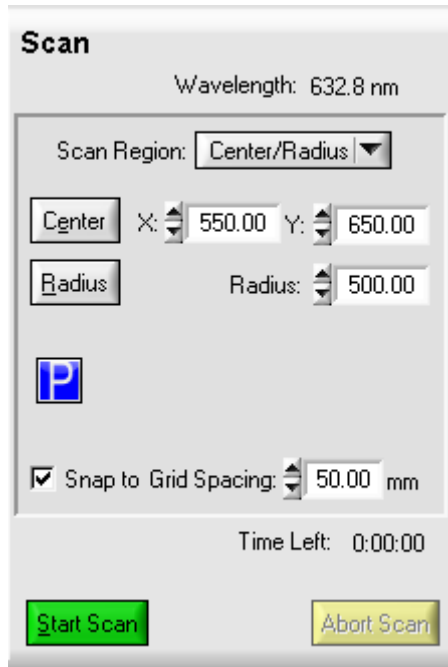 Scan
Wavelength: 632.8 nm
Scan Region: Center/Radius
Center X: 550.00 Y: 650.00
Radius Radius: 500.00
P
Snap to Grid Spacing: 50.00 mm
Time Left: 0:00:00
Start Scan Abort Scan